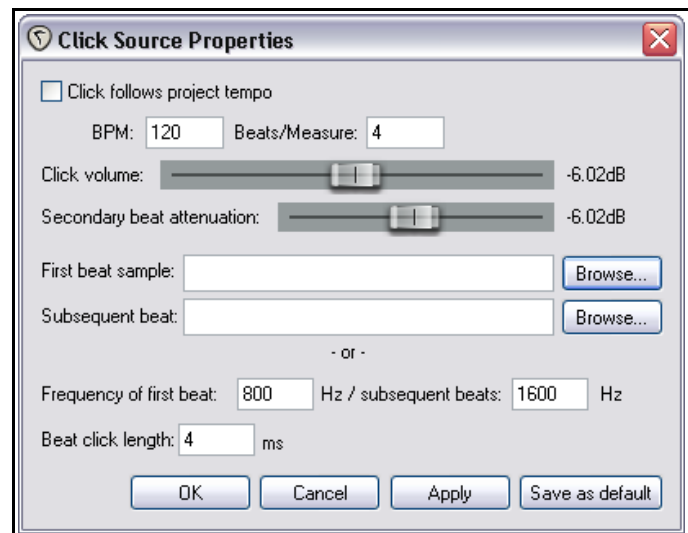 Click Source Properties
Click follows project tempo
BPM: 120 Beats/Measure: 4
Click volume: -6.02dB
Secondary beat attenuation: -6.02dB
First beat sample: Browse...
Subsequent beat: Browse...
- or -
Frequency of first beat: 800 Hz / subsequent beats: 1600 Hz
Beat click length: 4 ms
OK Cancel Apply Save as default